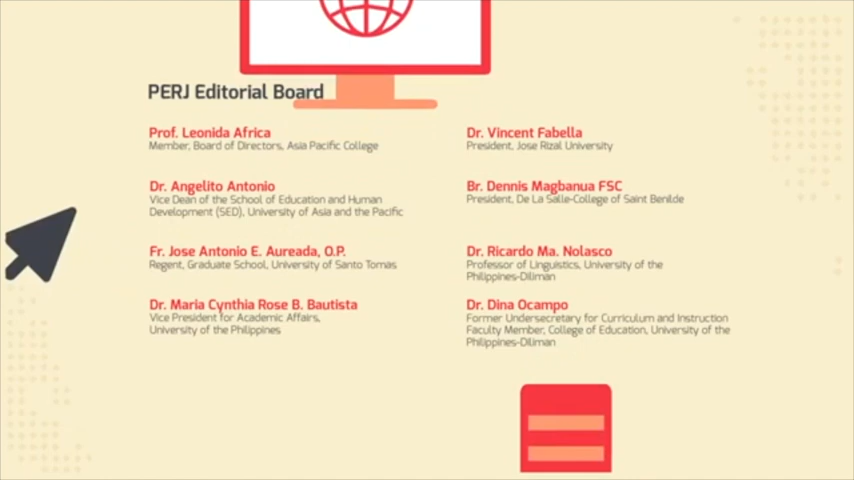 PERJ Editorial Board
Prof. Leonida Africa
Member, Board of Directors, Asia Pacific College
Dr. Angelito Antonio
Vice Dean of the School of Education and Human
Development (SED), University of Asia and the Pacific
Fr. Jose Antonio E. Aureada, O.P.
Regent, Graduate School, University of Santo Tomas
Dr. Maria Cynthia Rose B. Bautista
Vice President for Academic Affairs,
University of the Philippines
Dr. Vincent Fabella
President, Jose Rizal University
Br. Dennis Magbanua FSC
President, De La Salle-College of Saint Benilde
Dr. Ricardo Ma. Nolasco
Professor of Linguistics, University of the
Philippines-Diliman
Dr. Dina Ocampo
Former Undersecretary for Curriculum and Instruction
Faculty Member, College of Education, University of the
Philippines-Diliman